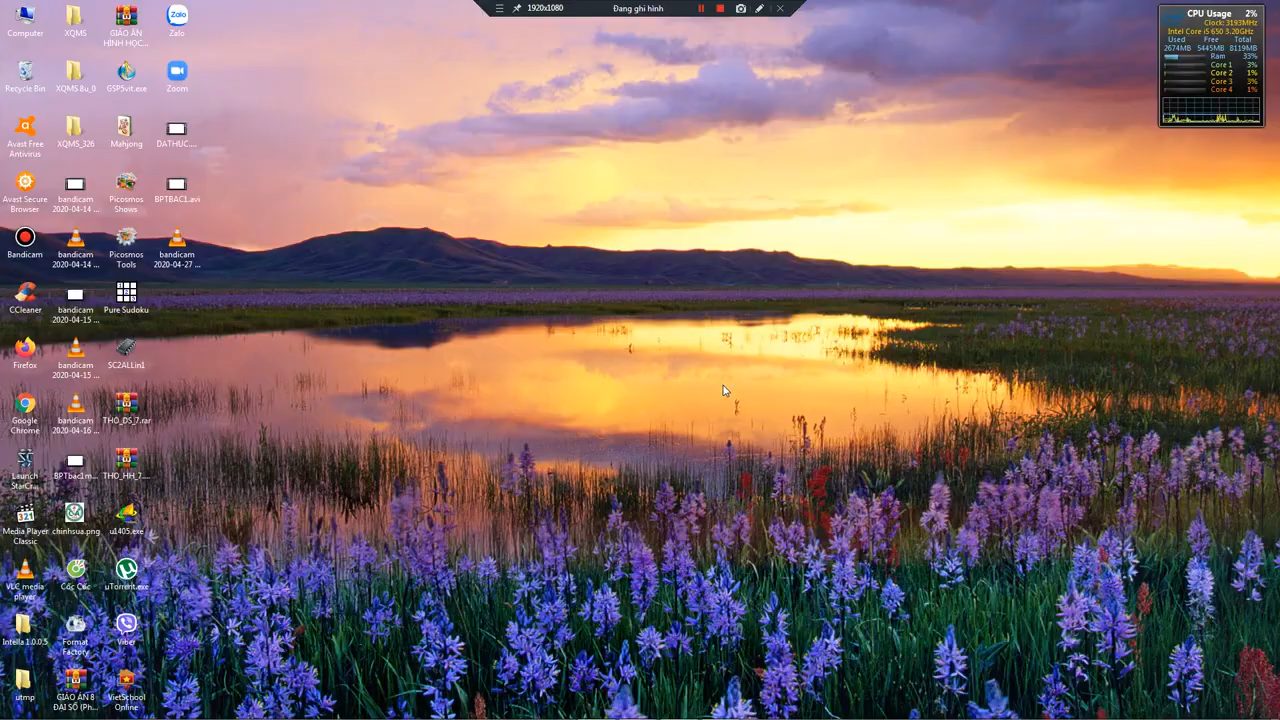 1920x1080
Đang ghi hình
CPU Usage 2%
Clock: 3193MHz
Intel Core i5 650 3.20GHz
Used Free Total
2674MB 5445MB 8119MB
Ram 33%
Core 1 3%
Core 2 1%
Core 3 3%
Core 4 1%
Computer
XQMS
GIÁO ÁN
HÌNH HỌC...
Zalo
Zalo
Recycle Bin
XQMS 8u_0
GSP5vit.exe
Zoom
Avast Free
Antivirus
XQMS_326
Mahjong
DATHUC....
Avast Secure
Browser
bandicam
2020-04-14 ...
Picosmos
Shows
BPTBAC1.avi
Bandicam
bandicam
2020-04-14 ...
Picosmos
Tools
bandicam
2020-04-27 ...
CCleaner
bandicam
2020-04-15 ...
Pure Sudoku
Firefox
bandicam
2020-04-15 ...
SC2ALLin1
Google
Chrome
bandicam
2020-04-16 ...
THO_DS_7.rar
Launch
StarCr...
BPTbac1m...
THO_HH_7....
Media Player
Classic
chinhsua.png
u1405.exe
VLC media
player
Cốc Cốc
uTorrent.exe
Intella 1.0.0.5
Format
Factory
Viber
utmp
GIÁO ÁN 8
ĐẠI SỐ (Ph...
VietSchool
Online